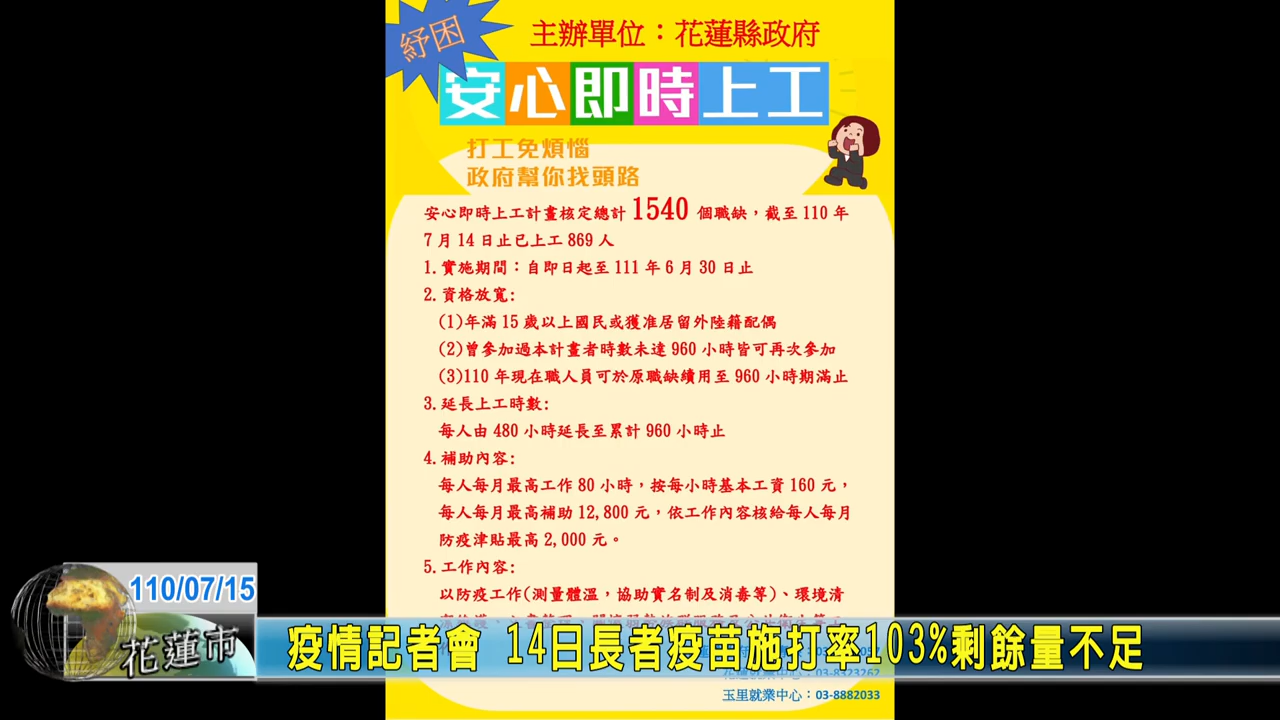 紓困
主辦單位：花蓮縣政府
安心即時上工
打工免煩惱
政府幫你找頭路
安心即時上工計畫核定總計 1540 個職缺，截至 110 年
7 月 14 日止已上工 869 人
1. 實施期間：自即日起至 111 年 6 月 30 日止
2. 資格放寬:
(1)年滿 15 歲以上國民或獲准居留外陸籍配偶
(2)曾參加過本計畫者時數未達 960 小時皆可再次參加
(3)110 年現在職人員可於原職缺續用至 960 小時期滿止
3. 延長上工時數:
每人由 480 小時延長至累計 960 小時止
4. 補助內容:
每人每月最高工作 80 小時，按每小時基本工資 160 元，
每人每月最高補助 12,800 元，依工作內容核給每人每月
防疫津貼最高 2,000 元。
5. 工作內容:
以防疫工作(測量體溫，協助實名制及消毒等)、環境清
110/07/15
花蓮市
疫情記者會 14日長者疫苗施打率103%剩餘量不足
花蓮就業中心：03-8323262
玉里就業中心：03-8882033